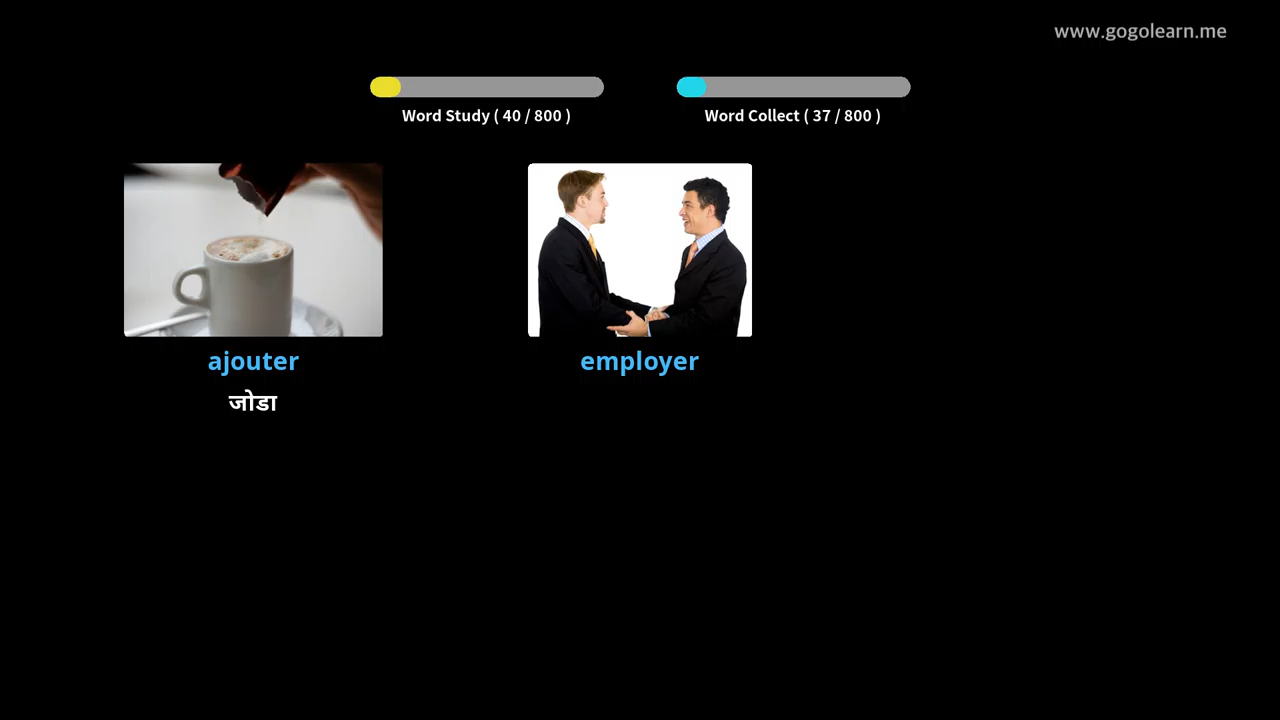 www.gogolearn.me
Word Study ( 40 / 800 )
Word Collect ( 37 / 800 )
ajouter
employer
जोडा